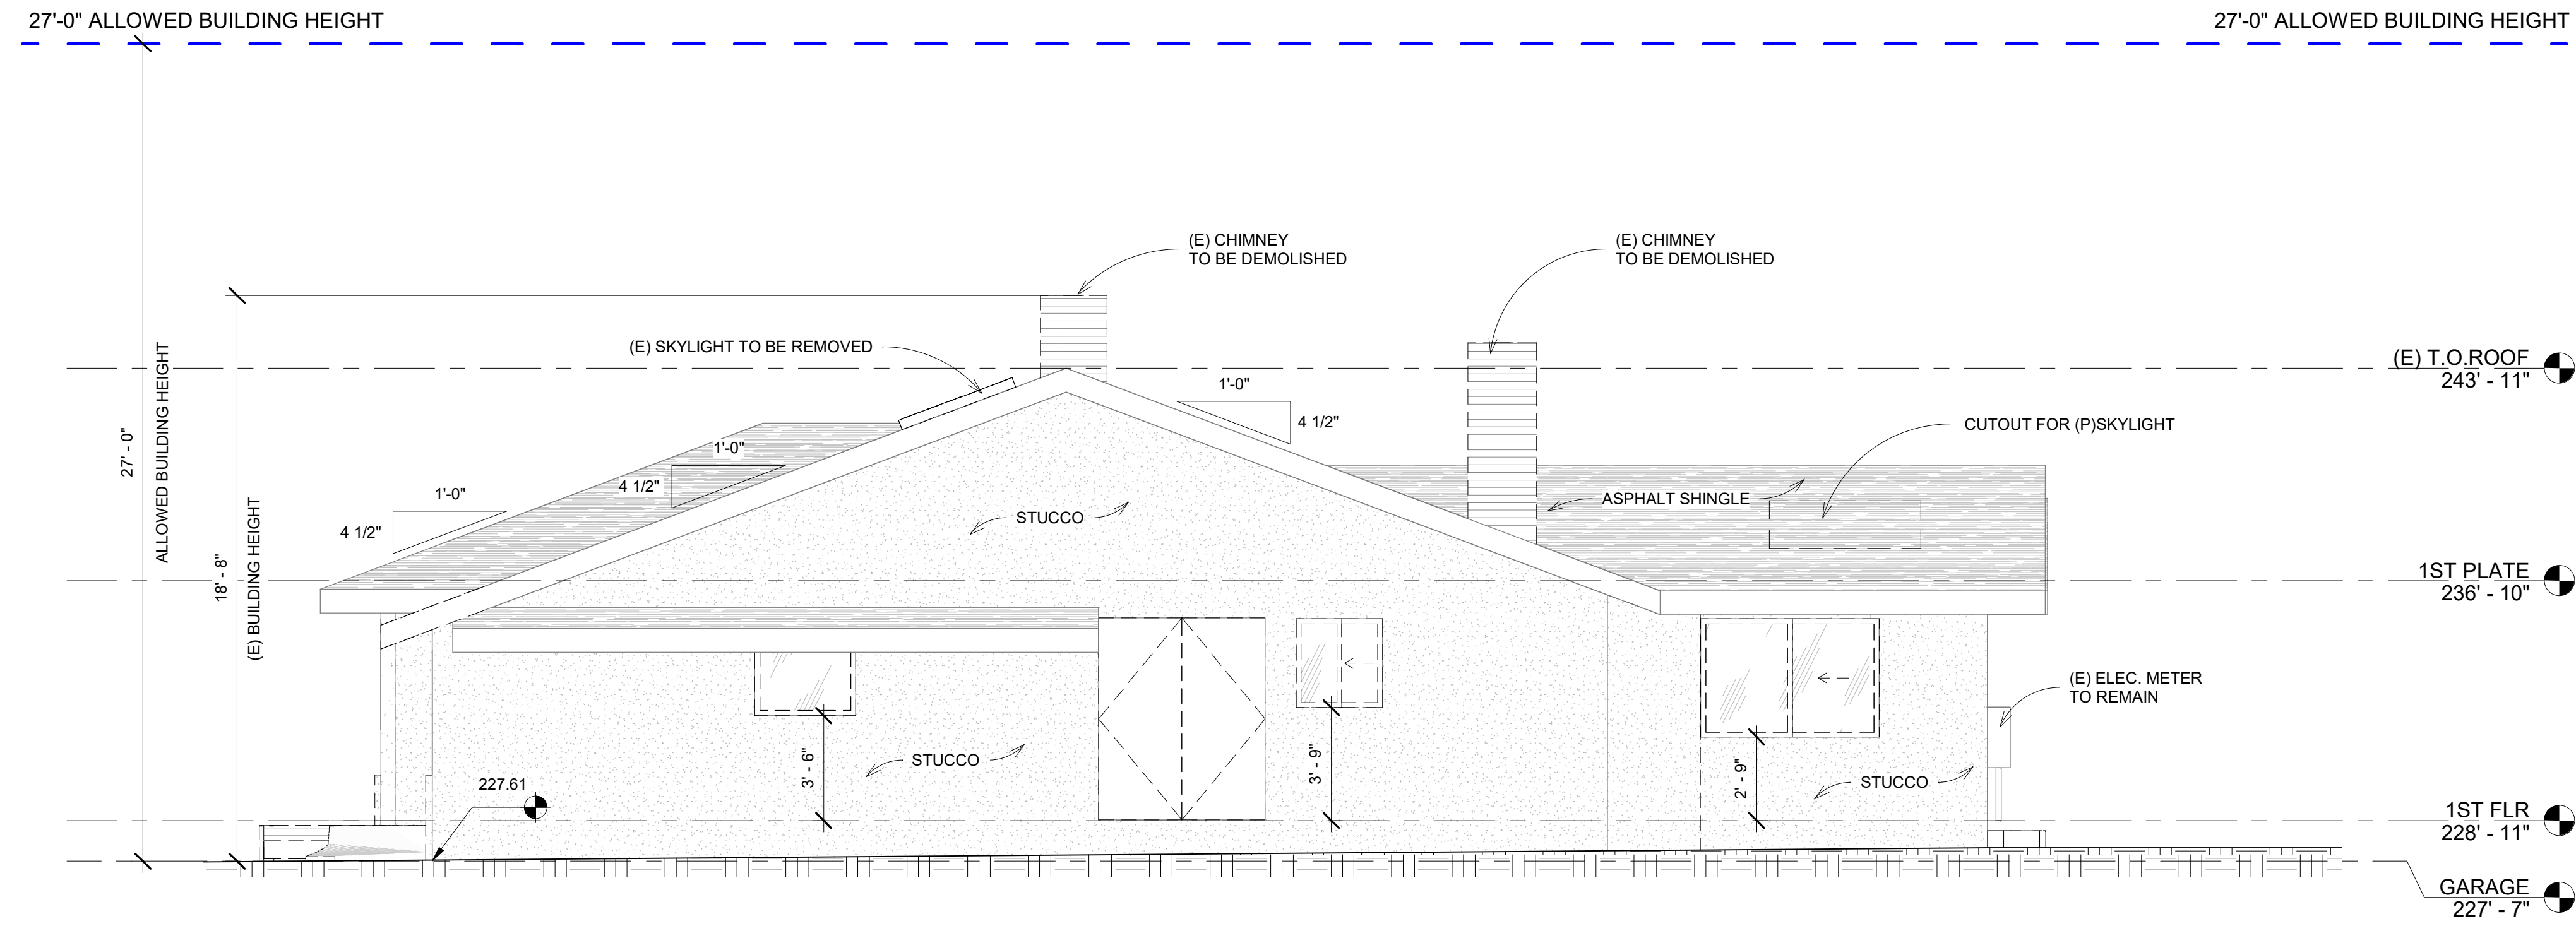 27'-0" ALLOWED BUILDING HEIGHT
27'-0" ALLOWED BUILDING HEIGHT
(E) CHIMNEY
TO BE DEMOLISHED
(E) CHIMNEY
TO BE DEMOLISHED
(E) SKYLIGHT TO BE REMOVED
(E) T.O.ROOF
243' - 11"
1'-0"
4 1/2"
CUTOUT FOR (P)SKYLIGHT
1'-0"
4 1/2"
1'-0"
4 1/2"
27' - 0"
ALLOWED BUILDING HEIGHT
18' - 8"
(E) BUILDING HEIGHT
STUCCO
ASPHALT SHINGLE
1ST PLATE
236' - 10"
(E) ELEC. METER
TO REMAIN
3' - 6"
3' - 9"
2' - 9"
STUCCO
STUCCO
227.61
1ST FLR
228' - 11"
GARAGE
227' - 7"